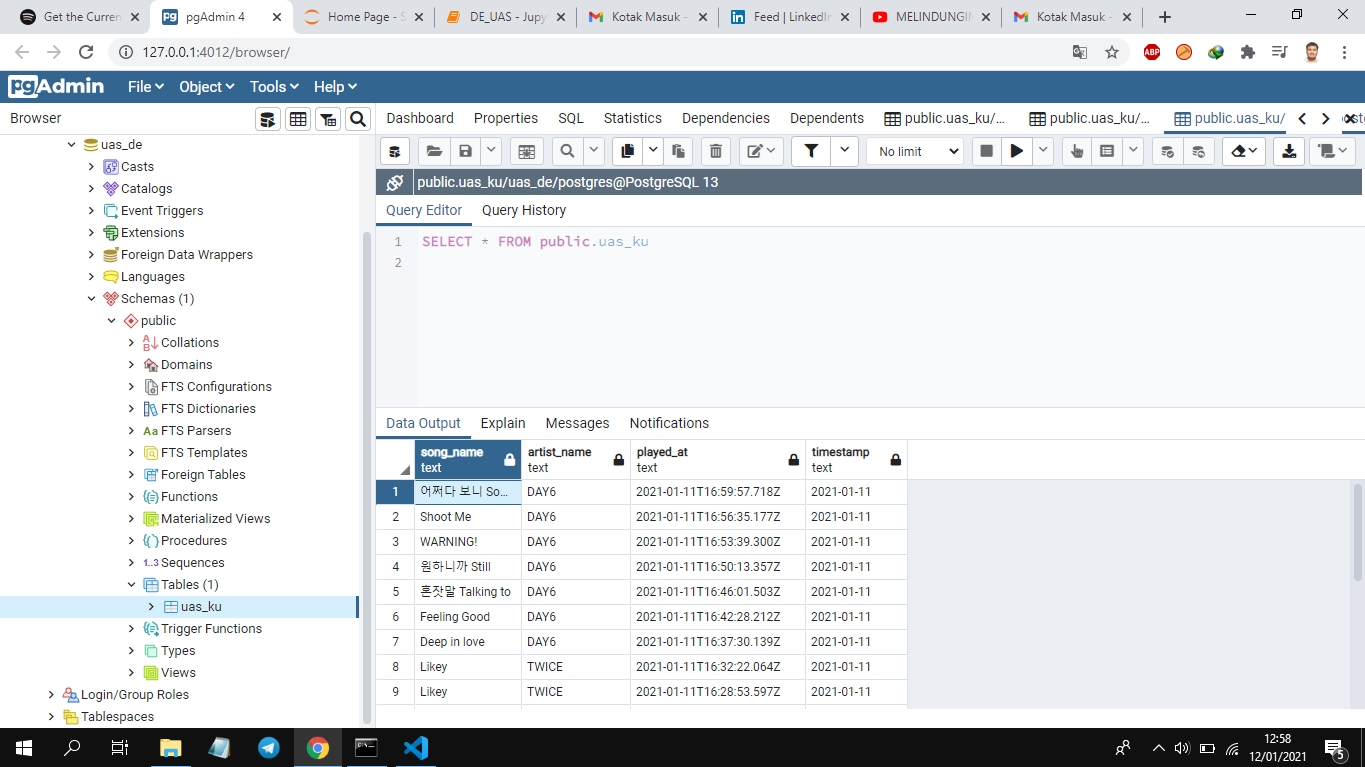 Get the Curren
pgAdmin 4
Home Page - S
DE_UAS - Jupy
Kotak Masuk -
Feed | LinkedIn
MELINDUNGIN
Kotak Masuk -
127.0.0.1:4012/browser/
ABP
pgAdmin File Object Tools Help
Browser
Dashboard Properties SQL Statistics Dependencies Dependents public.uas_ku/... public.uas_ku/... public.uas_ku/
No limit
public.uas_ku/uas_de/postgres@PostgreSQL 13
Query Editor Query History
1 SELECT * FROM public.uas_ku
2
uas_de
Casts
Catalogs
Event Triggers
Extensions
Foreign Data Wrappers
Languages
Schemas (1)
public
Collations
Domains
FTS Configurations
FTS Dictionaries
Aa FTS Parsers
FTS Templates
Foreign Tables
Functions
Materialized Views
Procedures
1..3 Sequences
Tables (1)
uas_ku
Trigger Functions
Types
Views
Login/Group Roles
Tablespaces
Data Output Explain Messages Notifications
song_name artist_name played_at timestamp
text text text text
1 어쩌다 보니 So... DAY6 2021-01-11T16:59:57.718Z 2021-01-11
2 Shoot Me DAY6 2021-01-11T16:56:35.177Z 2021-01-11
3 WARNING! DAY6 2021-01-11T16:53:39.300Z 2021-01-11
4 원하니까 Still DAY6 2021-01-11T16:50:13.357Z 2021-01-11
5 혼잣말 Talking to DAY6 2021-01-11T16:46:01.503Z 2021-01-11
6 Feeling Good DAY6 2021-01-11T16:42:28.212Z 2021-01-11
7 Deep in love DAY6 2021-01-11T16:37:30.139Z 2021-01-11
8 Likey TWICE 2021-01-11T16:32:22.064Z 2021-01-11
9 Likey TWICE 2021-01-11T16:28:53.597Z 2021-01-11
12:58
12/01/2021
5